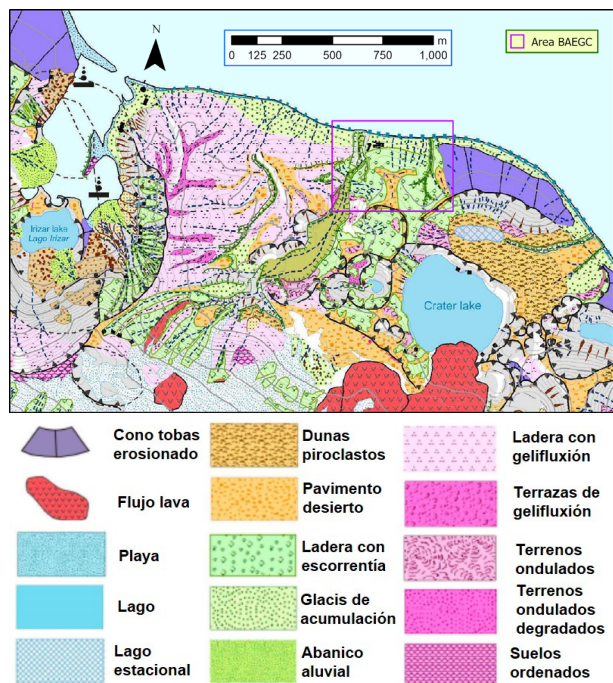 0 125 250 500 750 1,000
m
Area BAEGC
Irizar lake
Lago Irizar
Crater lake
Cono tobas
erosionado
Dunas
piroclastos
Ladera con
gelifluxión
Flujo lava
Pavimento
desierto
Terrazas de
gelifluxión
Playa
Ladera con
escorrentía
Terrenos
ondulados
Lago
Glacis de
acumulación
Terrenos
ondulados
degradados
Lago
estacional
Abanico
aluvial
Suelos
ordenados